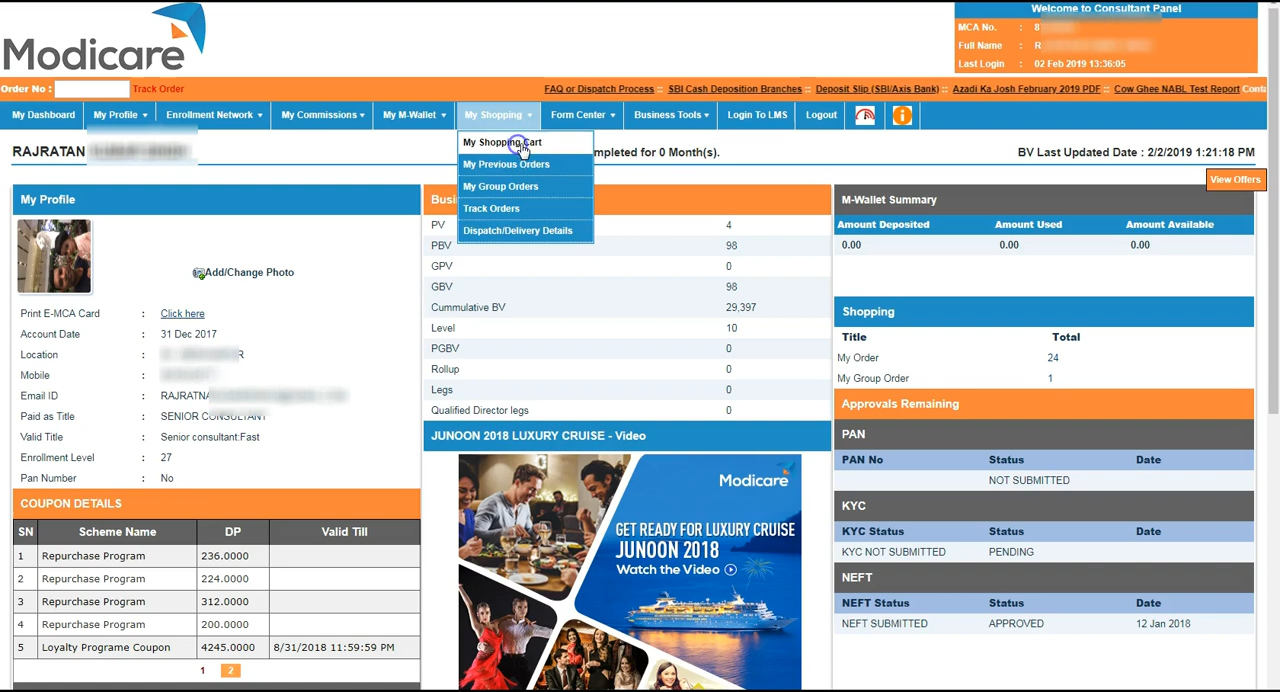 Modicare
Welcome to Consultant Panel
MCA No. : 8
Full Name : R
Last Login : 02 Feb 2019 13:36:05
Order No : Track Order
FAQ or Dispatch Process :: SBI Cash Deposition Branches :: Deposit Slip (SBI/Axis Bank) :: Azadi Ka Josh February 2019 PDF :: Cow Ghee NABL Test Report :: Conta
My Dashboard My Profile Enrollment Network My Commissions My M-Wallet My Shopping Form Center Business Tools Login To LMS Logout
My Shopping Cart
My Previous Orders
My Group Orders
Track Orders
Dispatch/Delivery Details
RAJRATAN
mpleted for 0 Month(s).
BV Last Updated Date : 2/2/2019 1:21:18 PM
View Offers
My Profile
Add/Change Photo
Print E-MCA Card : Click here
Account Date : 31 Dec 2017
Location : R
Mobile :
Email ID : RAJRATNA
Paid as Title : SENIOR CONSULTANT
Valid Title : Senior consultant:Fast
Enrollment Level : 27
Pan Number : No
COUPON DETAILS
SN Scheme Name DP Valid Till
1 Repurchase Program 236.0000
2 Repurchase Program 224.0000
3 Repurchase Program 312.0000
4 Repurchase Program 200.0000
5 Loyalty Programe Coupon 4245.0000 8/31/2018 11:59:59 PM
1 2
Busi
PV 4
PBV 98
GPV 0
GBV 98
Cummulative BV 29,397
Level 10
PGBV 0
Rollup 0
Legs 0
Qualified Director legs 0
JUNOON 2018 LUXURY CRUISE - Video
Modicare
GET READY FOR LUXURY CRUISE
JUNOON 2018
Watch the Video
M-Wallet Summary
Amount Deposited Amount Used Amount Available
0.00 0.00 0.00
Shopping
Title Total
My Order 24
My Group Order 1
Approvals Remaining
PAN
PAN No Status Date
NOT SUBMITTED
KYC
KYC Status Status Date
KYC NOT SUBMITTED PENDING
NEFT
NEFT Status Status Date
NEFT SUBMITTED APPROVED 12 Jan 2018